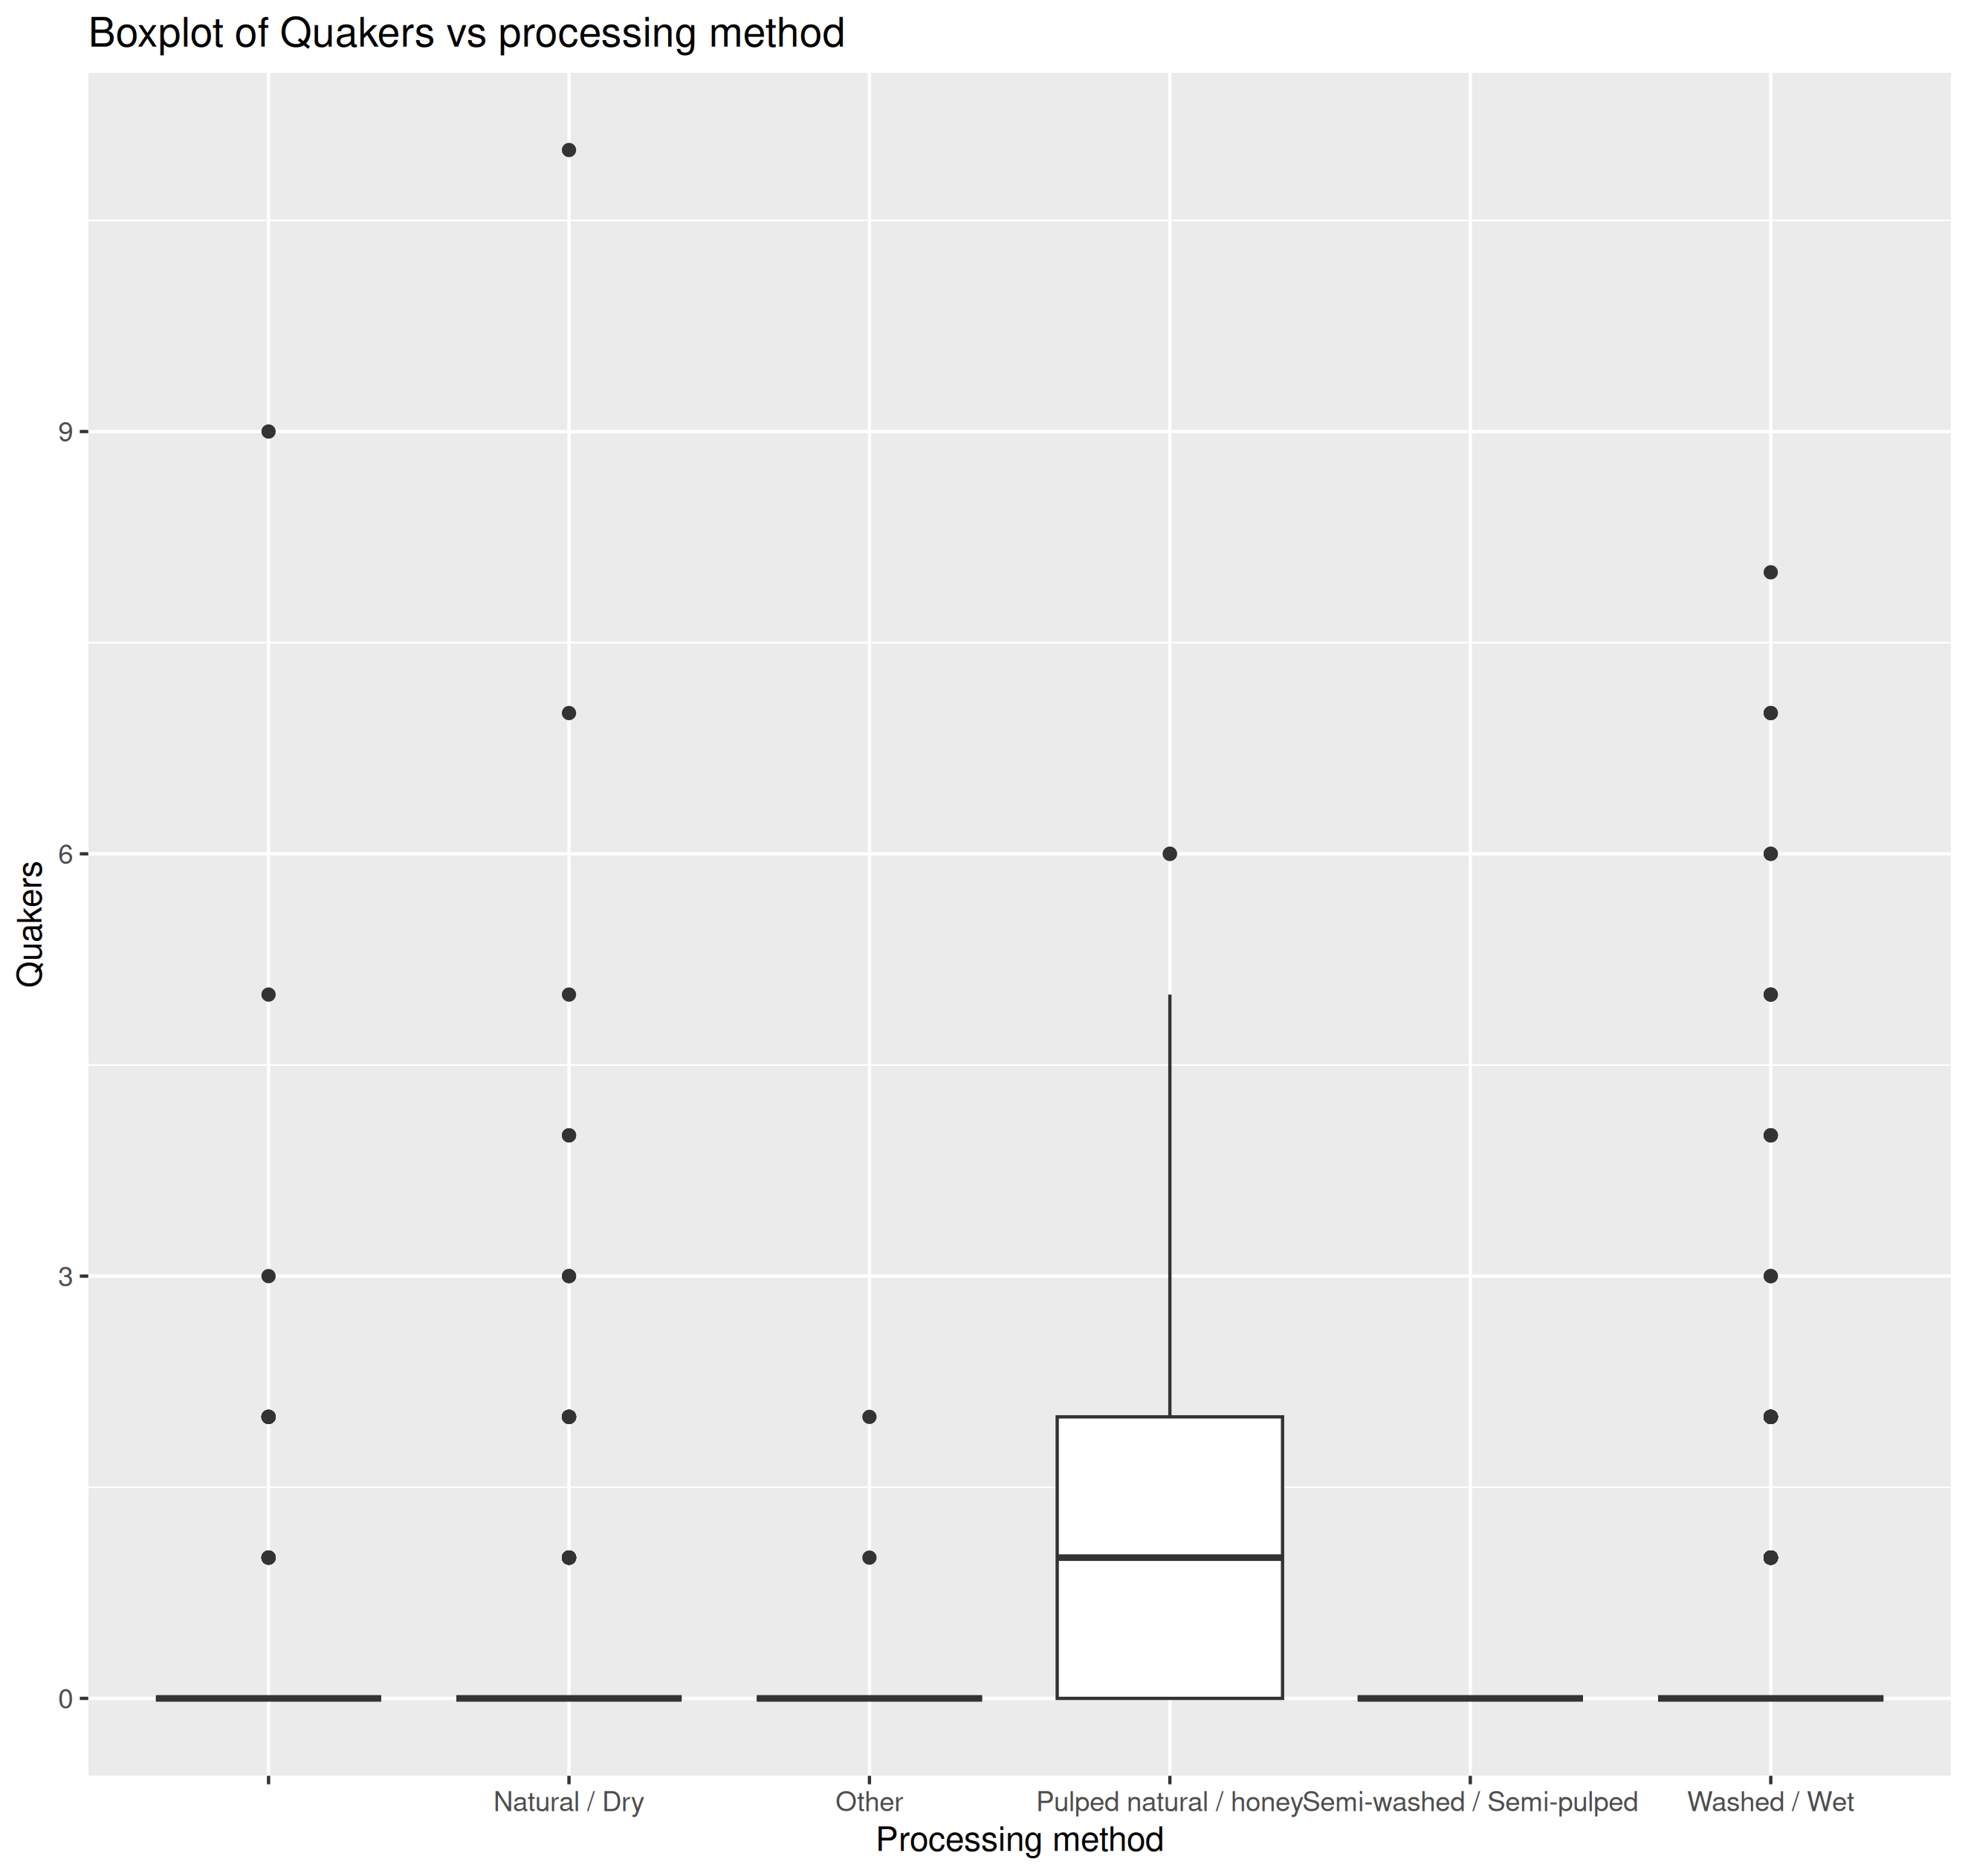 Boxplot of Quakers vs processing method
Quakers
9
6
3
0
Natural / Dry
Other
Pulped natural / honey
Semi-washed / Semi-pulped
Washed / Wet
Processing method